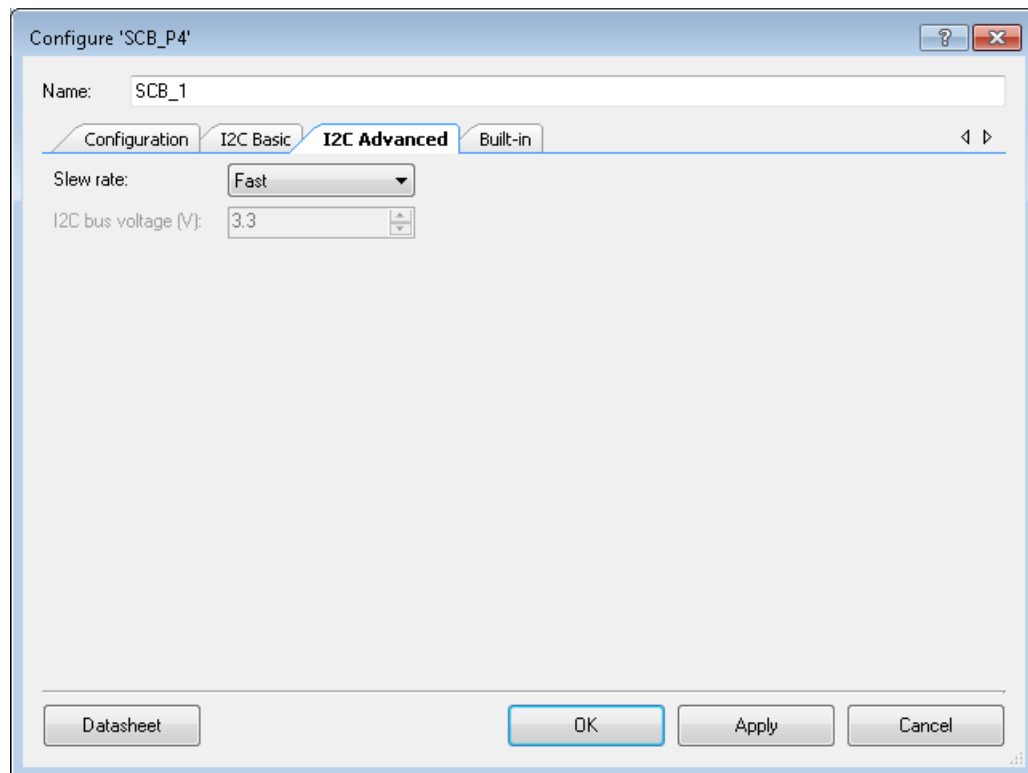 Configure 'SCB_P4'
Name: SCB_1
Configuration I2C Basic I2C Advanced Built-in
Slew rate: Fast
I2C bus voltage (V): 3.3
Datasheet OK Apply Cancel